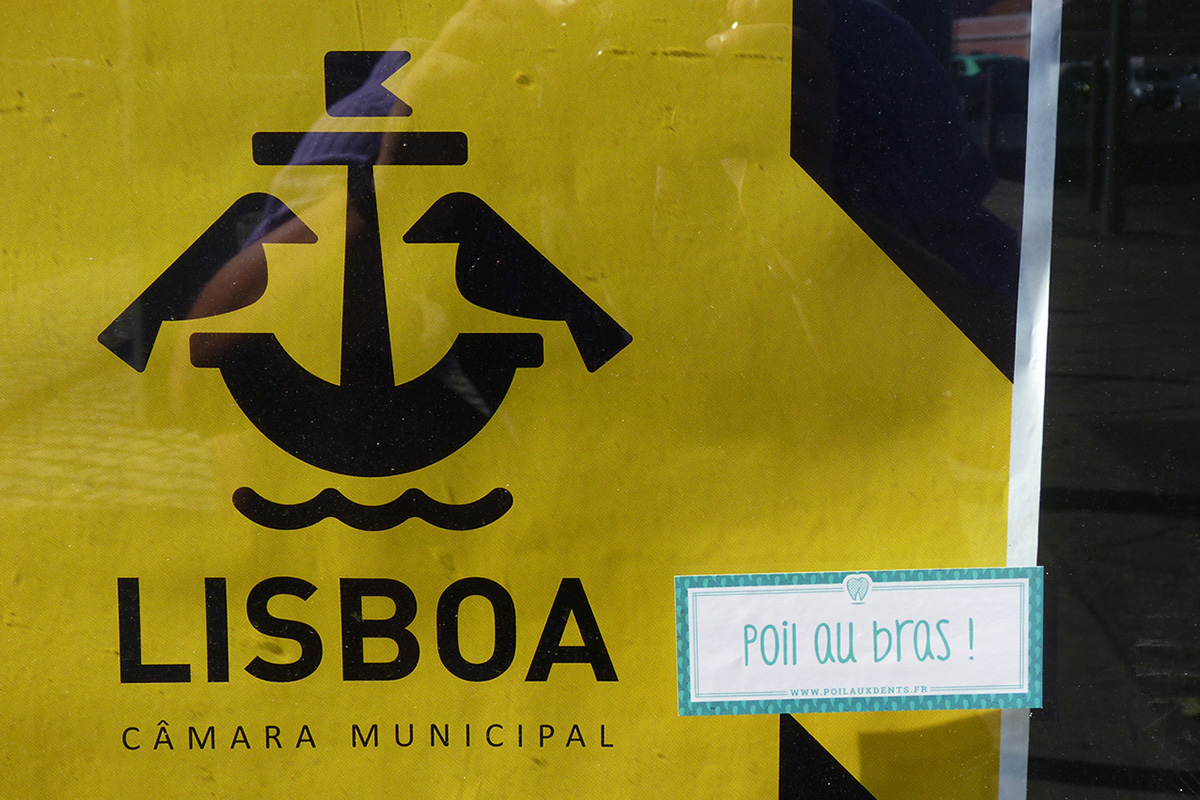 LISBOA
CÂMARA MUNICIPAL
Poil au bras !
WWW.POILAUXDENTS.FR